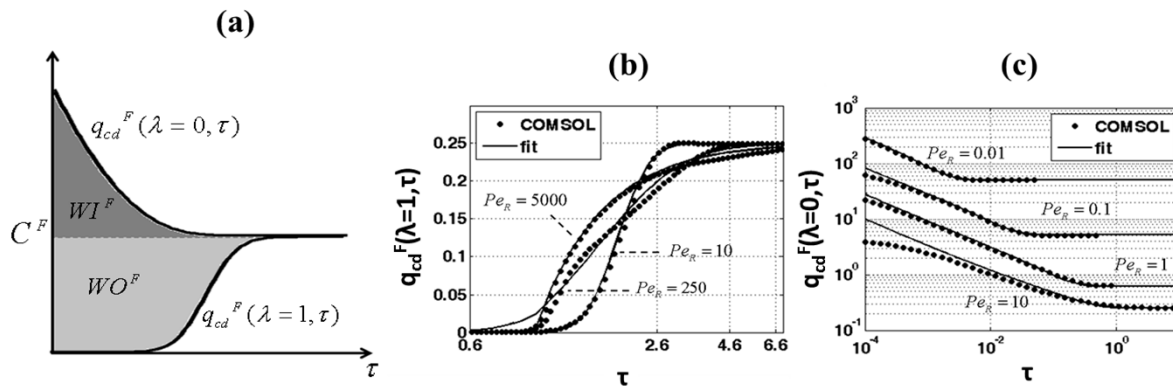 (a)
q_cd^F (λ = 0, τ)
WI^F
C^F
WO^F
q_cd^F (λ = 1, τ)
τ
(b)
COMSOL
fit
0.25
0.2
0.15
0.1
0.05
0
q_cd^F(λ=1,τ)
Pe_R = 5000
Pe_R = 10
Pe_R = 250
0.6
2.6
4.6
6.6
τ
(c)
COMSOL
fit
10^3
10^2
10^1
10^0
10^-1
q_cd^F(λ=0,τ)
Pe_R = 0.01
Pe_R = 0.1
Pe_R = 1
Pe_R = 10
10^-4
10^-2
10^0
τ